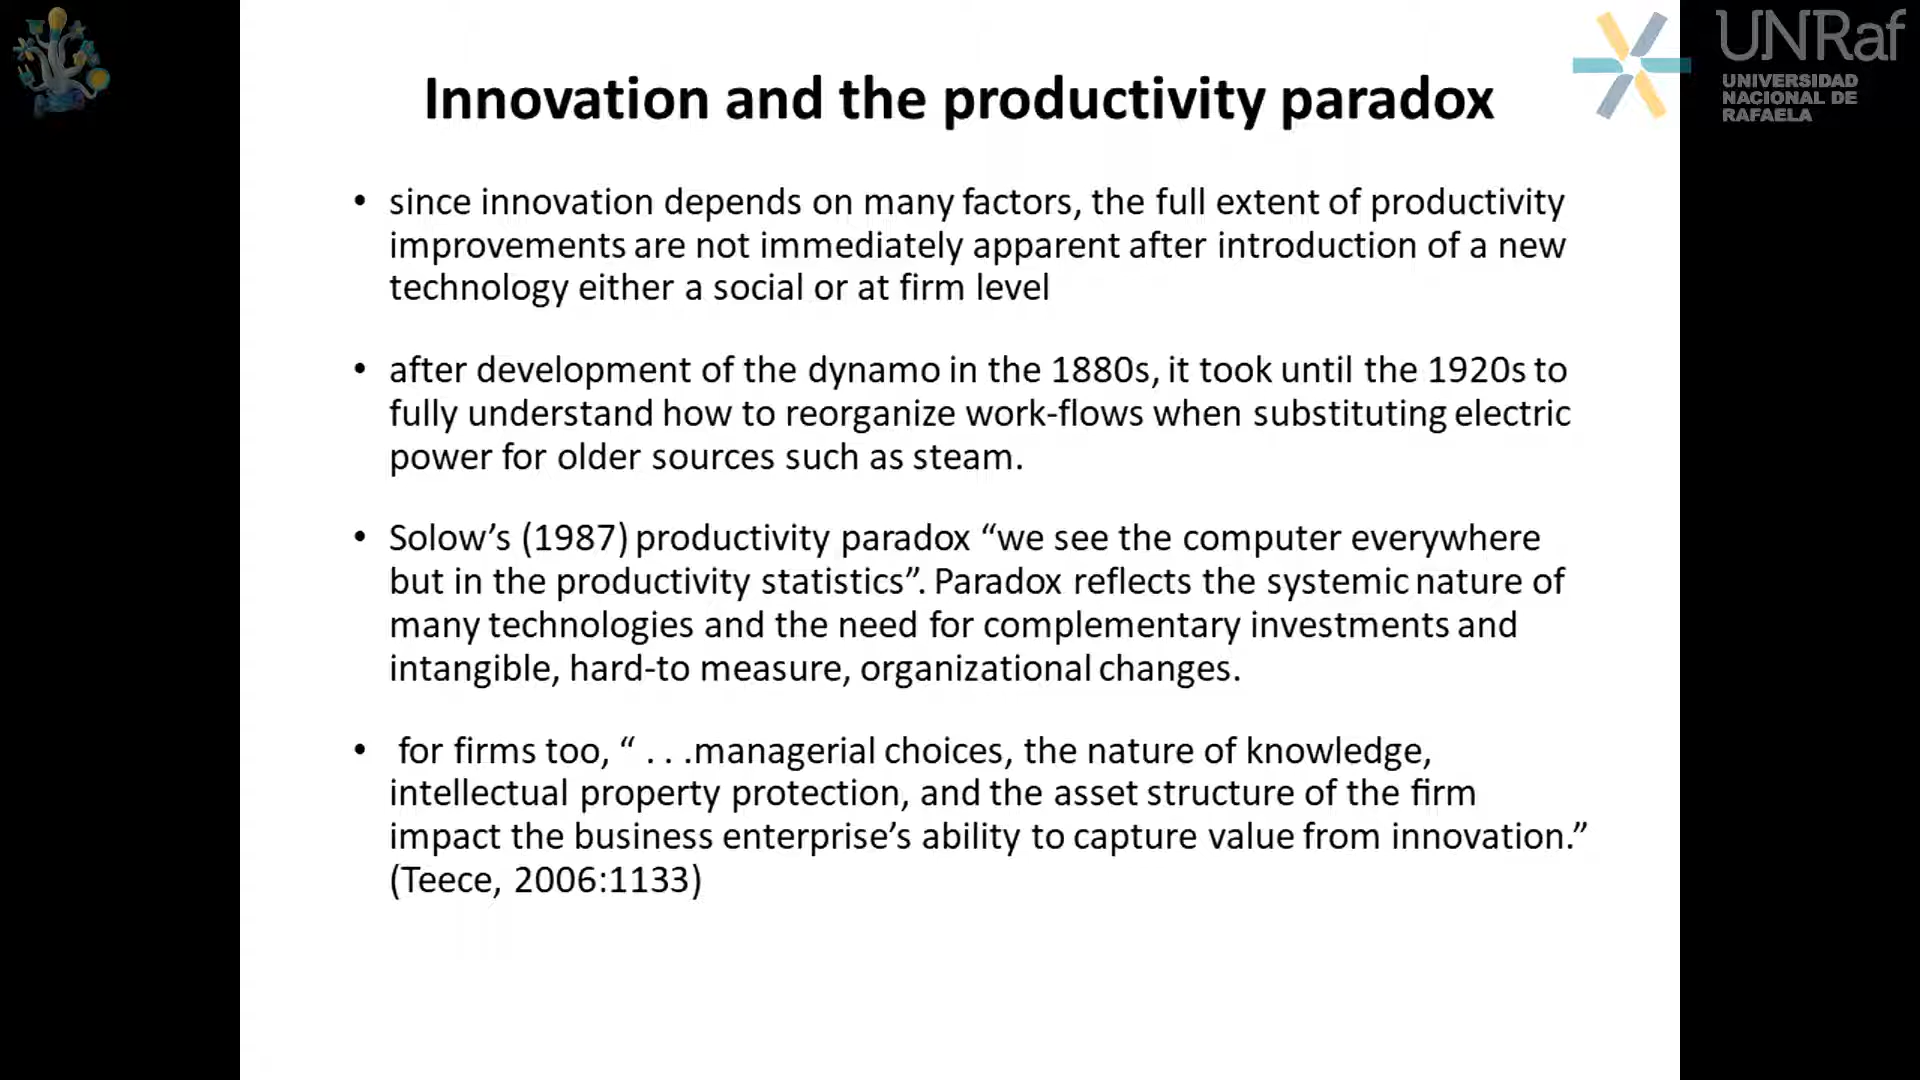 Innovation and the productivity paradox
UNRaf
UNIVERSIDAD
NACIONAL DE
RAFAELA
• since innovation depends on many factors, the full extent of productivity
improvements are not immediately apparent after introduction of a new
technology either a social or at firm level
• after development of the dynamo in the 1880s, it took until the 1920s to
fully understand how to reorganize work-flows when substituting electric
power for older sources such as steam.
• Solow’s (1987) productivity paradox “we see the computer everywhere
but in the productivity statistics”. Paradox reflects the systemic nature of
many technologies and the need for complementary investments and
intangible, hard-to measure, organizational changes.
• for firms too, “ . . .managerial choices, the nature of knowledge,
intellectual property protection, and the asset structure of the firm
impact the business enterprise’s ability to capture value from innovation.”
(Teece, 2006:1133)